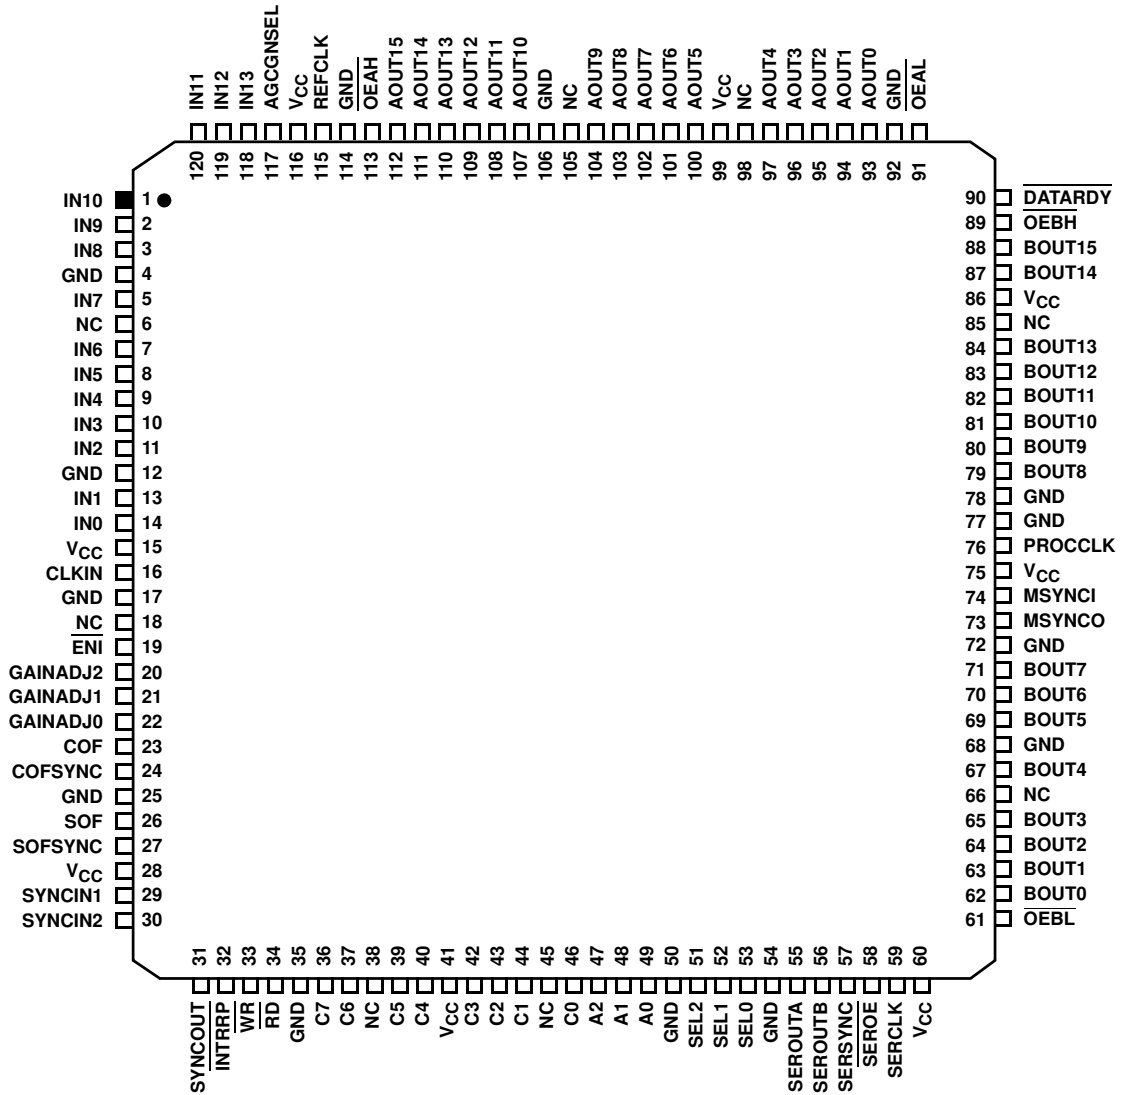 IN11
IN12
IN13
AGCGNSEL
VCC
REFCLK
GND
OEAH
AOUT15
AOUT14
AOUT13
AOUT12
AOUT11
AOUT10
GND
NC
AOUT9
AOUT8
AOUT7
AOUT6
AOUT5
VCC
NC
AOUT4
AOUT3
AOUT2
AOUT1
AOUT0
GND
OEAL
120
119
118
117
116
115
114
113
112
111
110
109
108
107
106
105
104
103
102
101
100
99
98
97
96
95
94
93
92
91
IN10 1
IN9 2
IN8 3
GND 4
IN7 5
NC 6
IN6 7
IN5 8
IN4 9
IN3 10
IN2 11
GND 12
IN1 13
IN0 14
VCC 15
CLKIN 16
GND 17
NC 18
ENI 19
GAINADJ2 20
GAINADJ1 21
GAINADJ0 22
COF 23
COFSYNC 24
GND 25
SOF 26
SOFSYNC 27
VCC 28
SYNCIN1 29
SYNCIN2 30
90 DATARDY
89 OEBH
88 BOUT15
87 BOUT14
86 VCC
85 NC
84 BOUT13
83 BOUT12
82 BOUT11
81 BOUT10
80 BOUT9
79 BOUT8
78 GND
77 GND
76 PROCCLK
75 VCC
74 MSYNCI
73 MSYNCO
72 GND
71 BOUT7
70 BOUT6
69 BOUT5
68 GND
67 BOUT4
66 NC
65 BOUT3
64 BOUT2
63 BOUT1
62 BOUT0
61 OEBL
31
32
33
34
35
36
37
38
39
40
41
42
43
44
45
46
47
48
49
50
51
52
53
54
55
56
57
58
59
60
SYNCOUT
INTRRP
WR
RD
GND
C7
C6
NC
C5
C4
VCC
C3
C2
C1
NC
C0
A2
A1
A0
GND
SEL2
SEL1
SEL0
GND
SEROUTA
SEROUTB
SERSYNC
SEROE
SERCLK
VCC